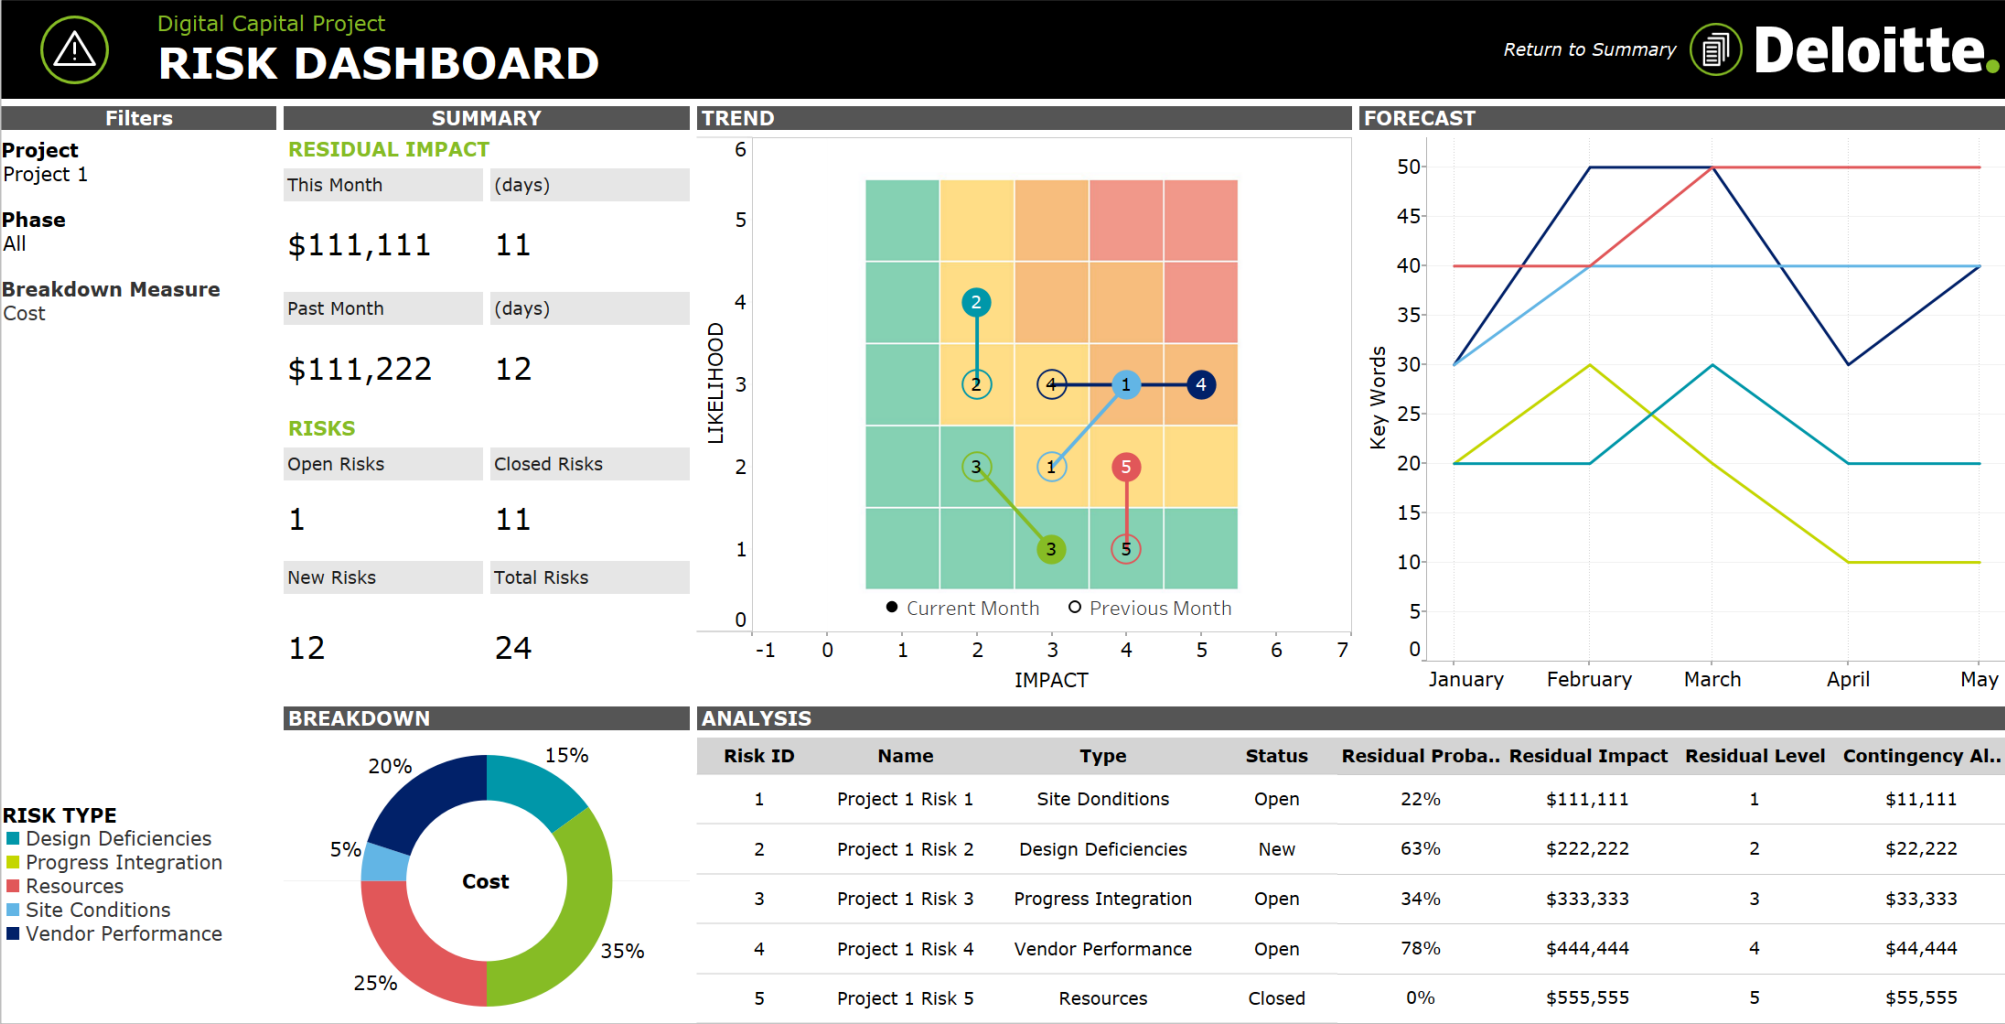 Digital Capital Project
RISK DASHBOARD
Return to Summary
Deloitte.
Filters
Project
Project 1
Phase
All
Breakdown Measure
Cost
RISK TYPE
Design Deficiencies
Progress Integration
Resources
Site Conditions
Vendor Performance
SUMMARY
RESIDUAL IMPACT
This Month (days)
$111,111 11
Past Month (days)
$111,222 12
RISKS
Open Risks Closed Risks
1 11
New Risks Total Risks
12 24
TREND
LIKELIHOOD
6
5
4
3
2
1
0
2
2 4 1 4
3 1 5
3 5
Current Month Previous Month
-1 0 1 2 3 4 5 6 7
IMPACT
FORECAST
Key Words
50
45
40
35
30
25
20
15
10
5
0
January February March April May
BREAKDOWN
20% 15%
5%
Cost
35%
25%
ANALYSIS
Risk ID Name Type Status Residual Proba.. Residual Impact Residual Level Contingency Al..
1 Project 1 Risk 1 Site Donditions Open 22% $111,111 1 $11,111
2 Project 1 Risk 2 Design Deficiencies New 63% $222,222 2 $22,222
3 Project 1 Risk 3 Progress Integration Open 34% $333,333 3 $33,333
4 Project 1 Risk 4 Vendor Performance Open 78% $444,444 4 $44,444
5 Project 1 Risk 5 Resources Closed 0% $555,555 5 $55,555